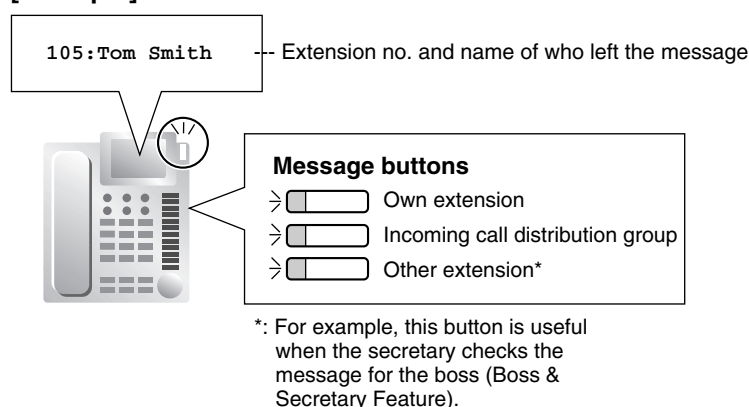 105:Tom Smith
--- Extension no. and name of who left the message
Message buttons
Own extension
Incoming call distribution group
Other extension*
*: For example, this button is useful
when the secretary checks the
message for the boss (Boss &
Secretary Feature).